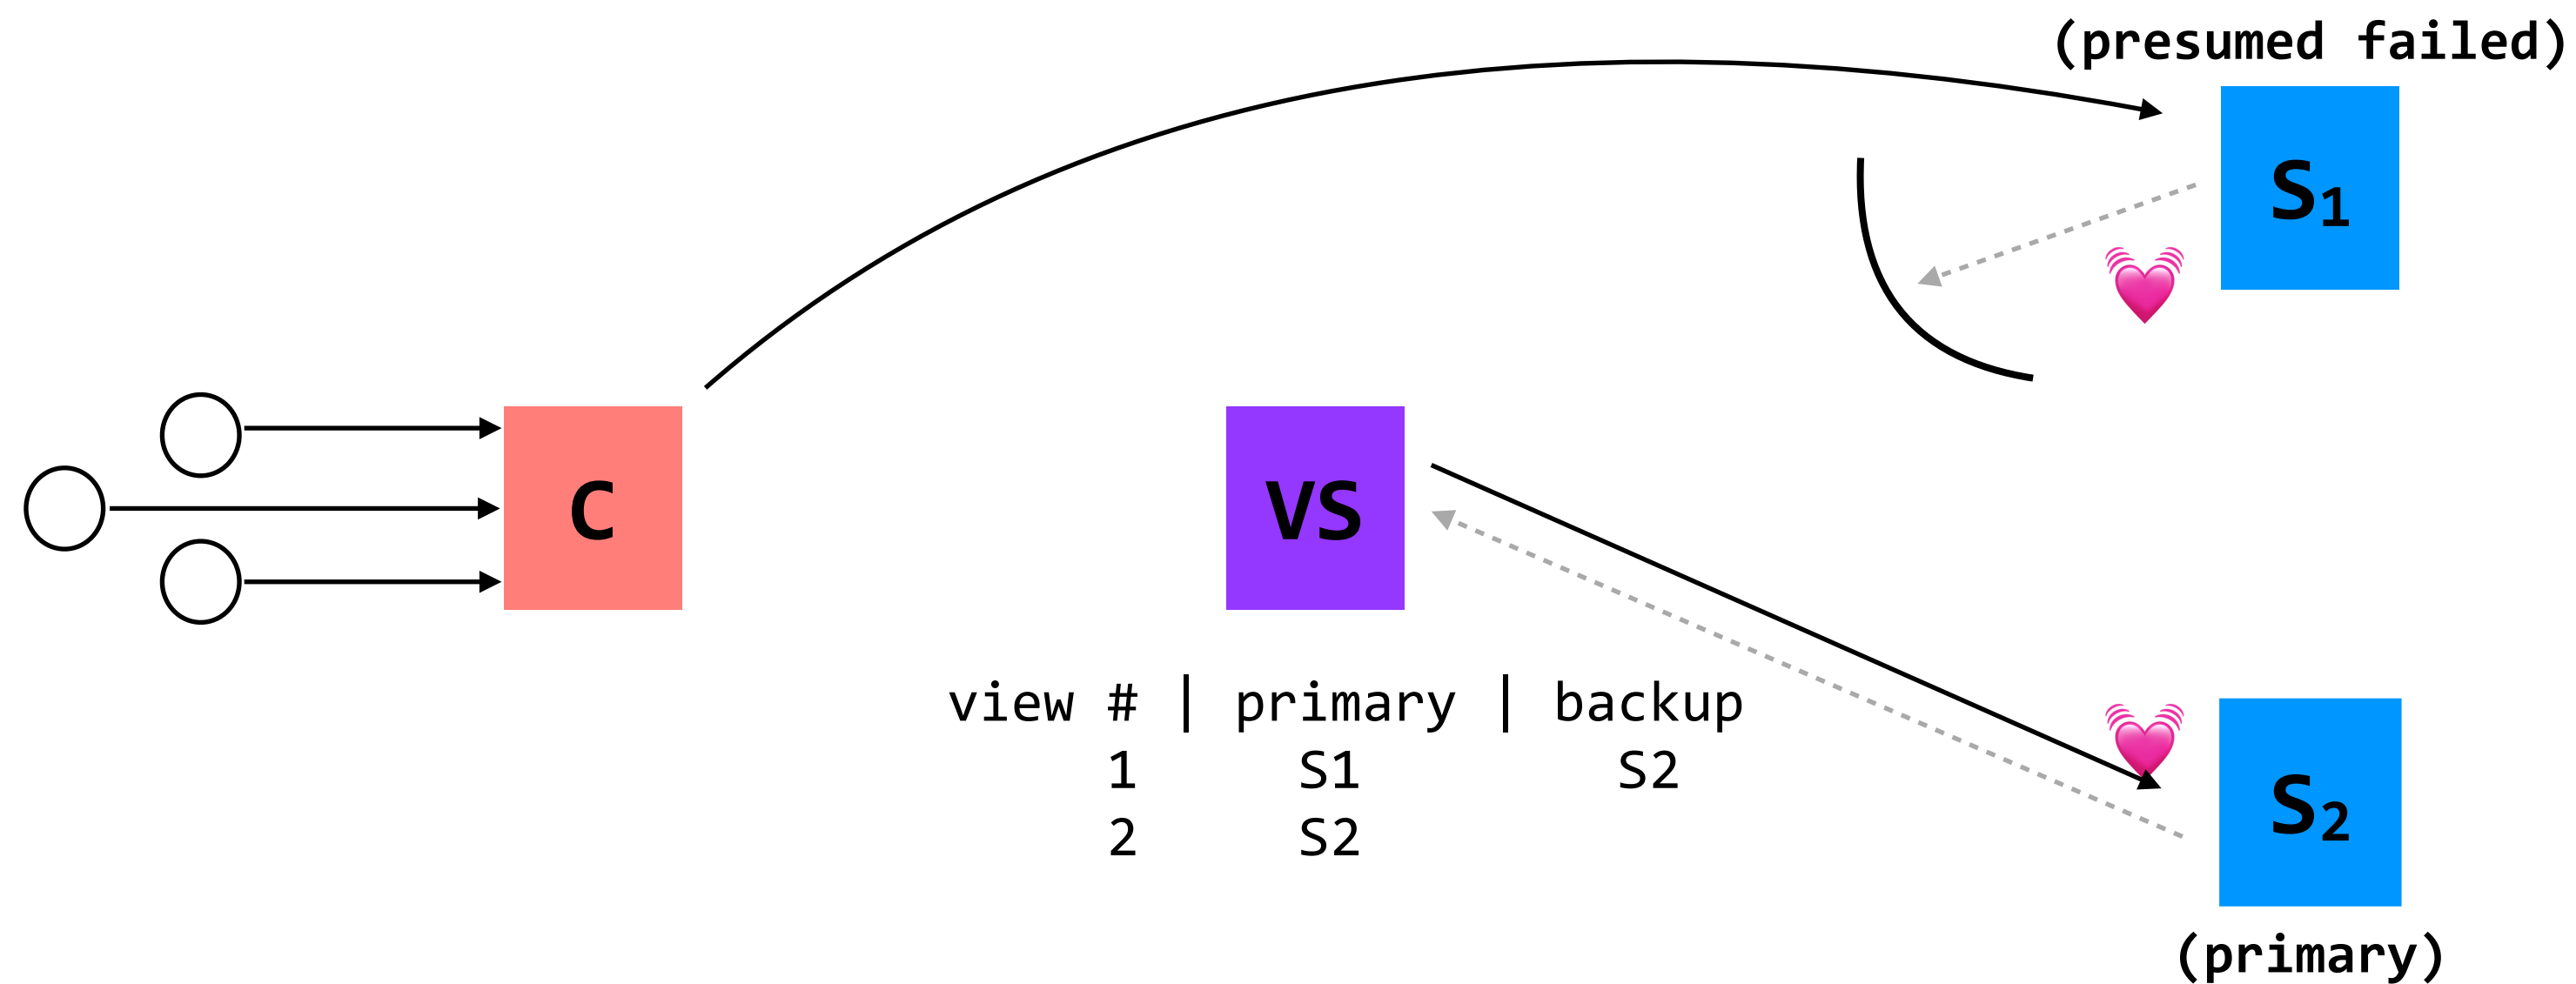 (presumed failed)
S1
C
VS
view # | primary | backup
1 S1 S2
2 S2
S2
(primary)